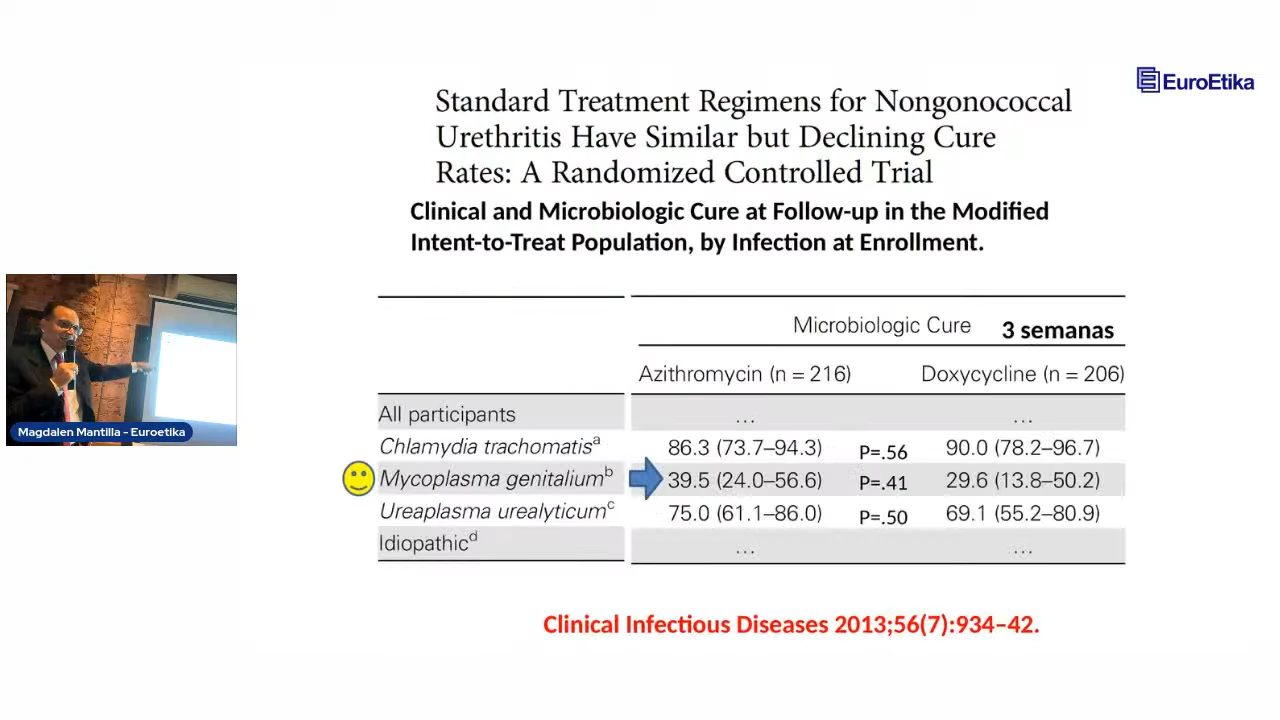 EuroEtika
Standard Treatment Regimens for Nongonococcal
Urethritis Have Similar but Declining Cure
Rates: A Randomized Controlled Trial
Clinical and Microbiologic Cure at Follow-up in the Modified
Intent-to-Treat Population, by Infection at Enrollment.
Microbiologic Cure 3 semanas
Azithromycin (n = 216) Doxycycline (n = 206)
All participants ... ...
Chlamydia trachomatisa 86.3 (73.7–94.3) P=.56 90.0 (78.2–96.7)
Mycoplasma genitaliumb 39.5 (24.0–56.6) P=.41 29.6 (13.8–50.2)
Ureaplasma urealyticumc 75.0 (61.1–86.0) P=.50 69.1 (55.2–80.9)
Idiopathicd ... ...
Magdalen Mantilla - Euroetika
Clinical Infectious Diseases 2013;56(7):934–42.